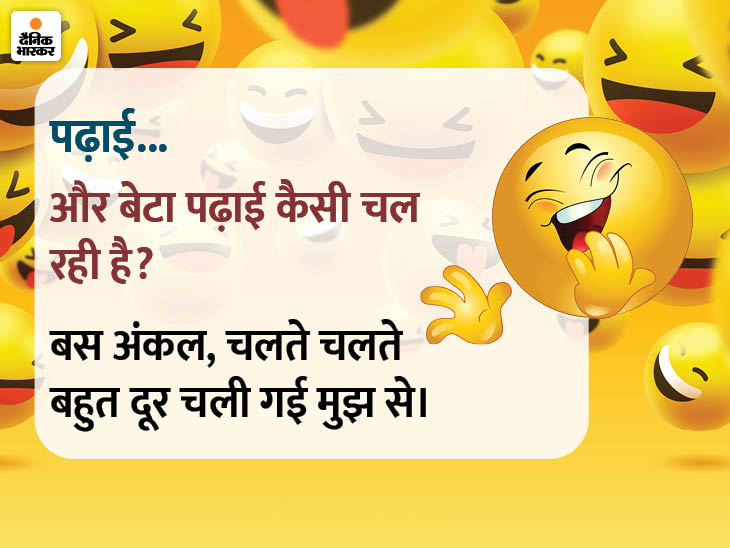 दैनिक
भास्कर
पढ़ाई...
और बेटा पढ़ाई कैसी चल
रही है?
बस अंकल, चलते चलते
बहुत दूर चली गई मुझ से।